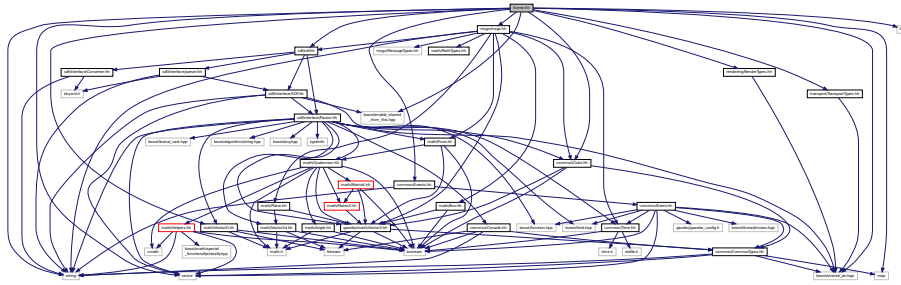 Scene.hh
msgs/msgs.hh
sdf/sdf.hh
msgs/MessageTypes.hh
math/MathTypes.hh
sdf/interface/Converter.hh
sdf/interface/parser.hh
rendering/RenderTypes.hh
tinyxml.h
sdf/interface/SDF.hh
transport/TransportTypes.hh
boost/enable_shared
_from_this.hpp
sdf/interface/Param.hh
boost/lexical_cast.hpp
boost/algorithm/string.hpp
boost/any.hpp
typeinfo
math/Pose.hh
math/Quaternion.hh
common/Color.hh
math/Matrix4.hh
common/Events.hh
math/Matrix3.hh
math/Plane.hh
math/Box.hh
common/Event.hh
math/Helpers.hh
math/Vector2i.hh
math/Vector2d.hh
math/Angle.hh
gazebo/math/Vector3.hh
common/Console.hh
boost/function.hpp
boost/bind.hpp
common/Time.hh
gazebo/gazebo_config.h
boost/thread/mutex.hpp
cmath
boost/math/special
_functions/fpclassify.hpp
math.h
fstream
iostream
time.h
stdlib.h
common/CommonTypes.hh
string
vector
boost/shared_ptr.hpp
map